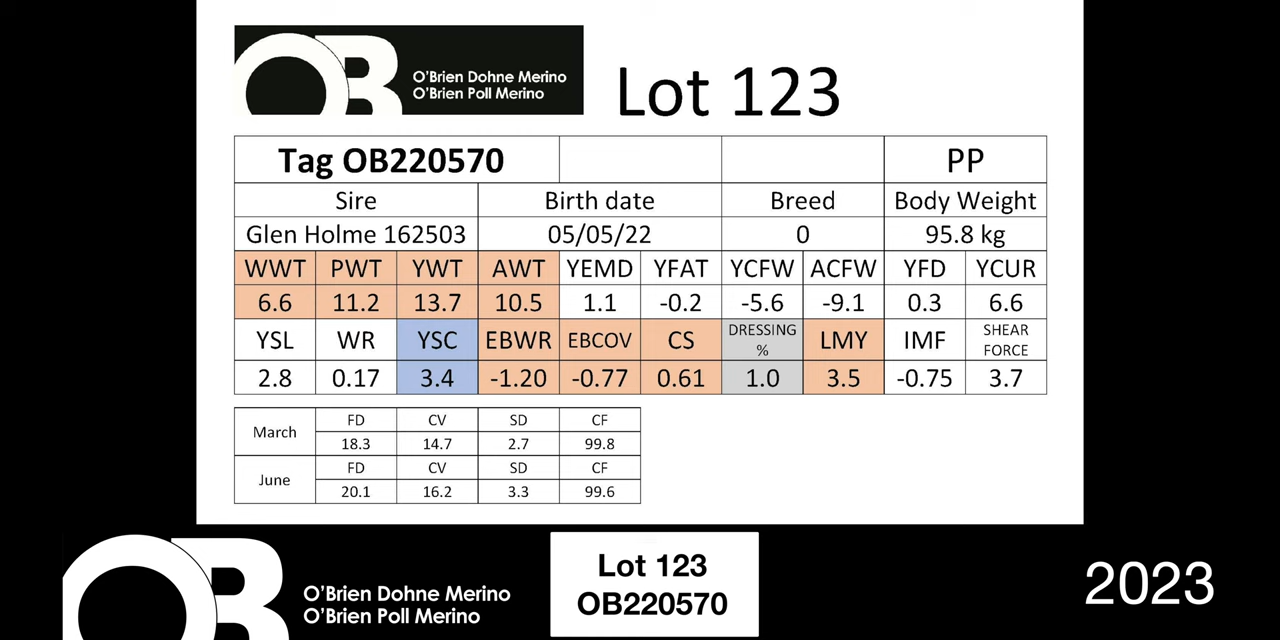 OB
O'Brien Dohne Merino
O'Brien Poll Merino
Lot 123
Tag OB220570 PP
Sire Birth date Breed Body Weight
Glen Holme 162503 05/05/22 0 95.8 kg
WWT PWT YWT AWT YEMD YFAT YCFW ACFW YFD YCUR
6.6 11.2 13.7 10.5 1.1 -0.2 -5.6 -9.1 0.3 6.6
YSL WR YSC EBWR EBCOV CS DRESSING % LMY IMF SHEAR FORCE
2.8 0.17 3.4 -1.20 -0.77 0.61 1.0 3.5 -0.75 3.7
March FD CV SD CF
18.3 14.7 2.7 99.8
June FD CV SD CF
20.1 16.2 3.3 99.6
OB
O'Brien Dohne Merino
O'Brien Poll Merino
Lot 123
OB220570
2023